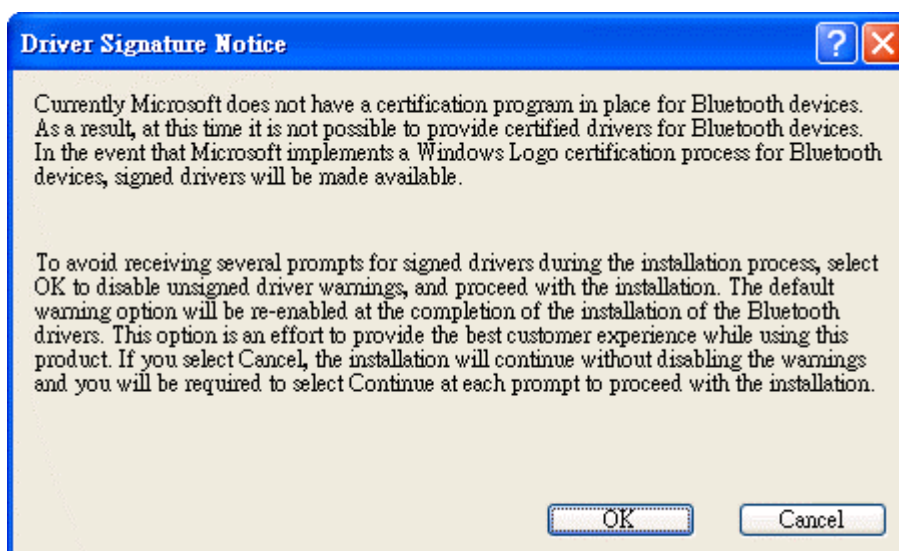 Driver Signature Notice
Currently Microsoft does not have a certification program in place for Bluetooth devices.
As a result, at this time it is not possible to provide certified drivers for Bluetooth devices.
In the event that Microsoft implements a Windows Logo certification process for Bluetooth
devices, signed drivers will be made available.
To avoid receiving several prompts for signed drivers during the installation process, select
OK to disable unsigned driver warnings, and proceed with the installation. The default
warning option will be re-enabled at the completion of the installation of the Bluetooth
drivers. This option is an effort to provide the best customer experience while using this
product. If you select Cancel, the installation will continue without disabling the warnings
and you will be required to select Continue at each prompt to proceed with the installation.
OK Cancel